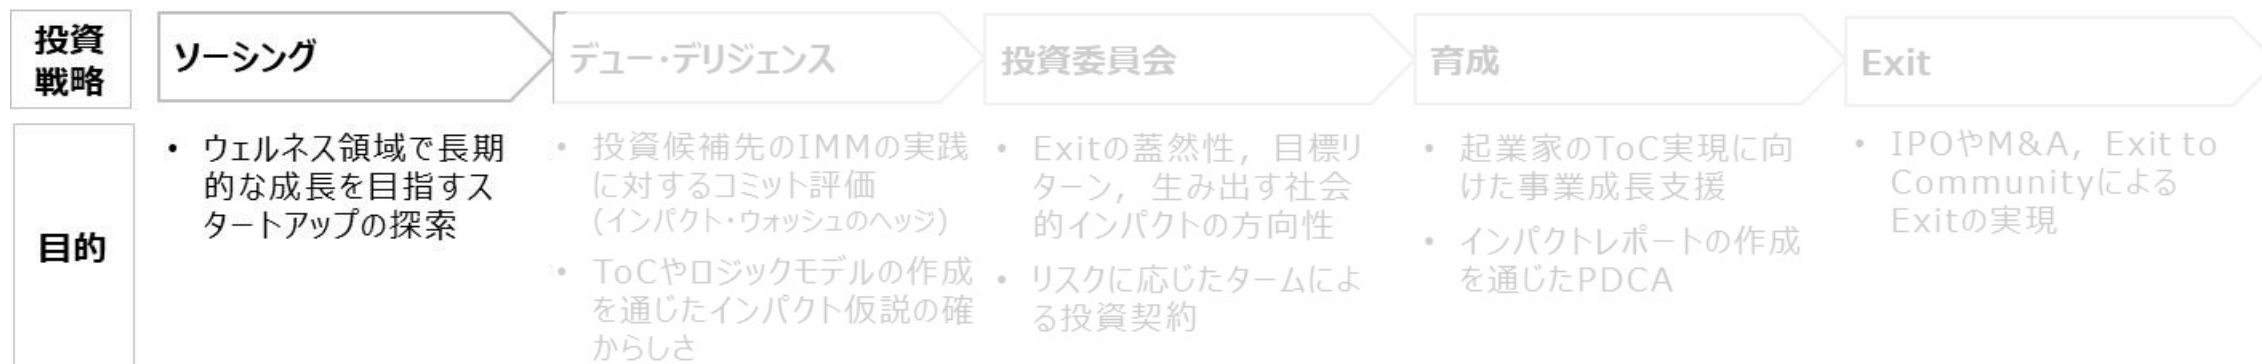 投資
戦略
ソーシング
デュー・デリジェンス
投資委員会
育成
Exit
目的
• ウェルネス領域で長期
的な成長を目指すス
タートアップの探索
• 投資候補先のIMMの実践
に対するコミット評価
（インパクト・ウォッシュのヘッジ）
• ToCやロジックモデルの作成
を通じたインパクト仮説の確
からしさ
• Exitの蓋然性，目標リ
ターン，生み出す社会
的インパクトの方向性
• リスクに応じたタームによ
る投資契約
• 起業家のToC実現に向
けた事業成長支援
• インパクトレポートの作成
を通じたPDCA
• IPOやM&A，Exit to
Communityによる
Exitの実現